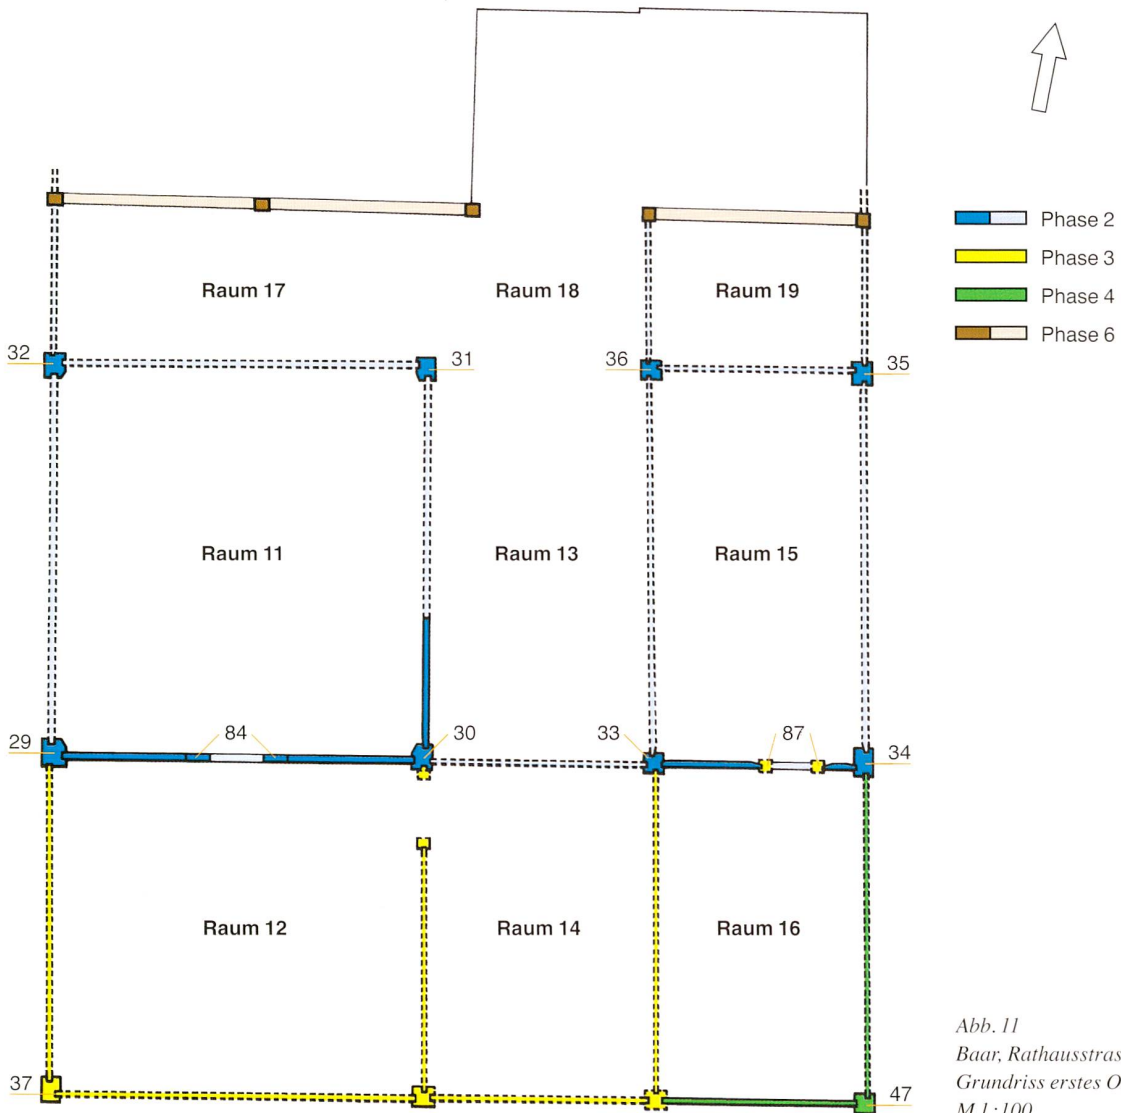 Phase 2
Phase 3
Phase 4
Phase 6
Raum 17
Raum 18
Raum 19
32
31
36
35
Raum 11
Raum 13
Raum 15
29
84
30
33
87
34
Raum 12
Raum 14
Raum 16
37
47
Abb. 11
Baar, Rathausstras
Grundriss erstes O
M 1:100